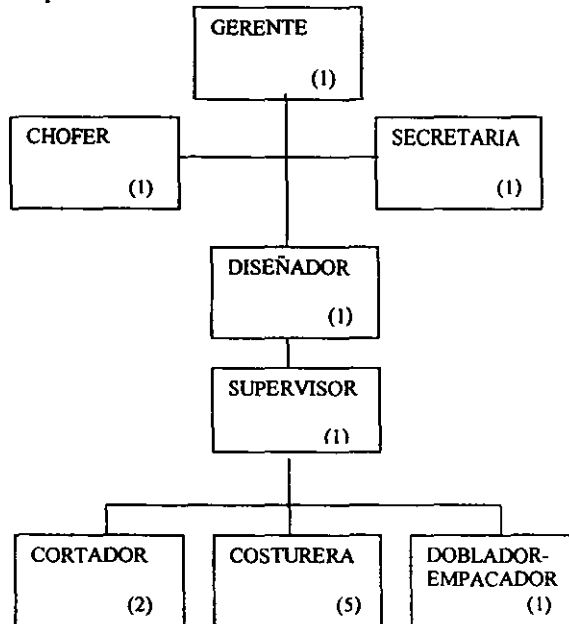 GERENTE
(1)
CHOFER
(1)
SECRETARIA
(1)
DISEÑADOR
(1)
SUPERVISOR
(1)
CORTADOR
(2)
COSTURERA
(5)
DOBLADOR-
EMPACADOR
(1)